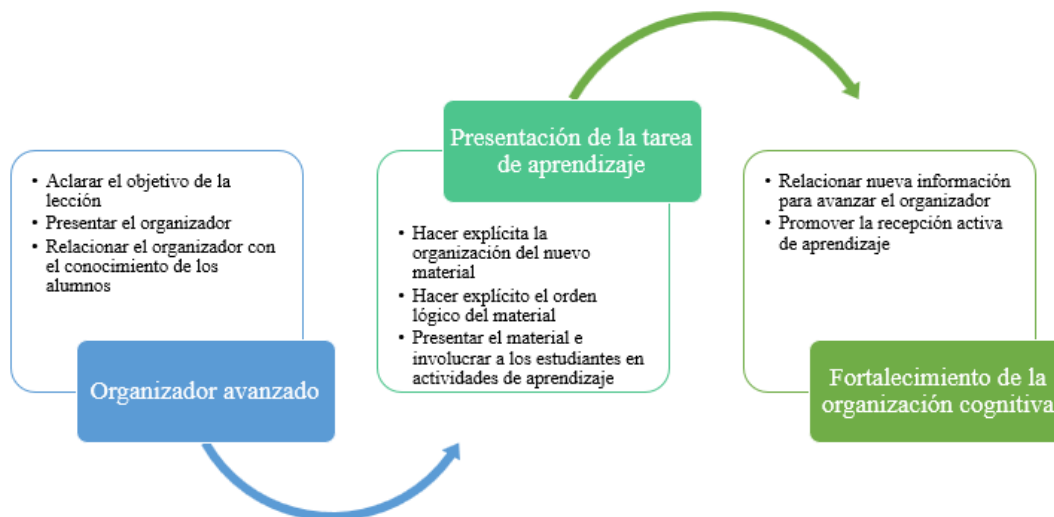 • Aclarar el objetivo de la
lección
• Presentar el organizador
• Relacionar el organizador con
el conocimiento de los
alumnos
Organizador avanzado
Presentación de la tarea
de aprendizaje
• Hacer explícita la
organización del nuevo
material
• Hacer explícito el orden
lógico del material
• Presentar el material e
involucrar a los estudiantes en
actividades de aprendizaje
• Relacionar nueva información
para avanzar el organizador
• Promover la recepción activa
de aprendizaje
Fortalecimiento de la
organización cognitiva